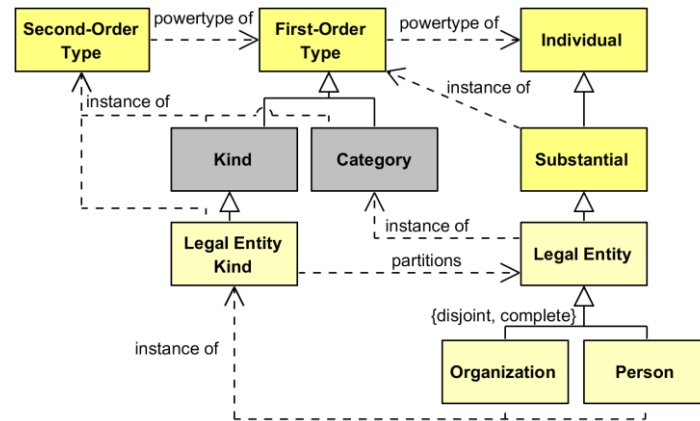 Second-Order
Type
powertype of
First-Order
Type
powertype of
Individual
instance of
instance of
Kind
Category
Substantial
Legal Entity
Kind
instance of
partitions
Legal Entity
{disjoint, complete}
instance of
Organization
Person